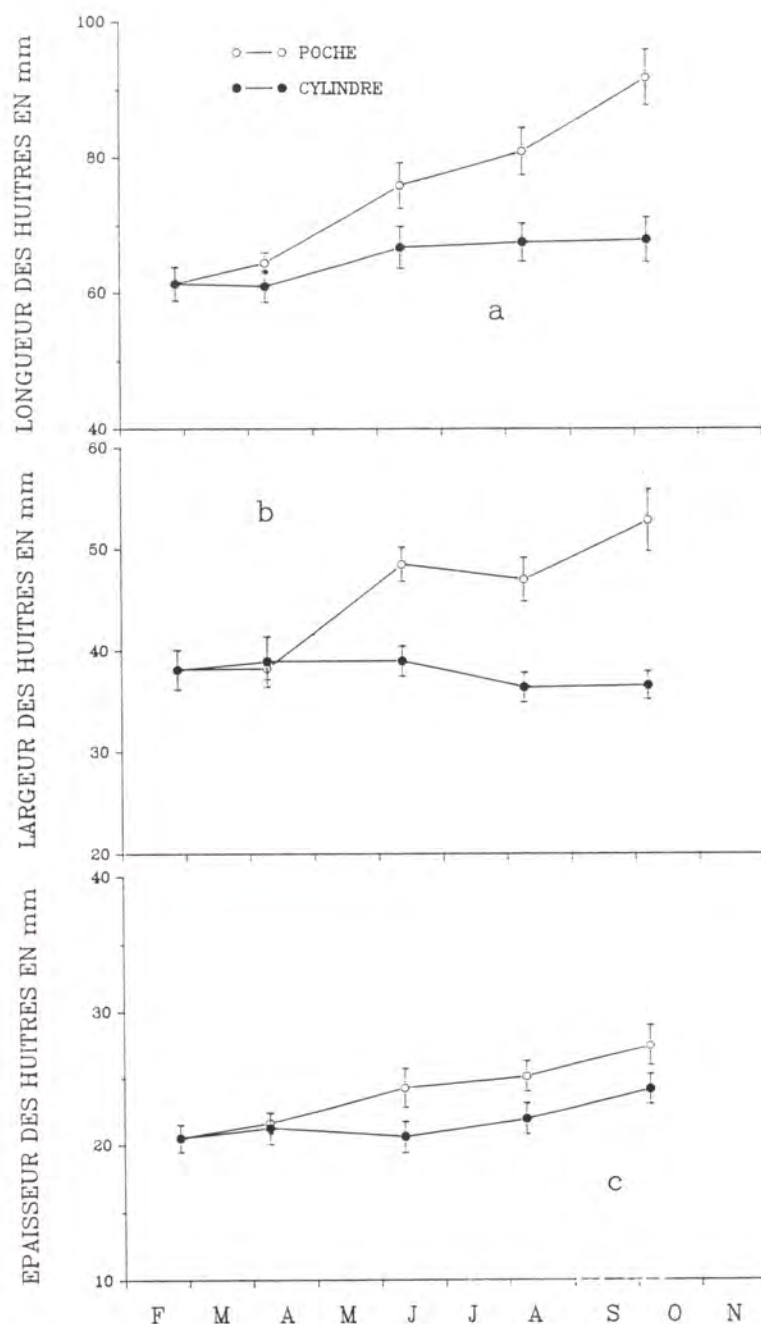 LONGUEUR DES HUITRES EN mm
100
80
60
40
POCHE
CYLINDRE
a
LARGEUR DES HUITRES EN mm
60
50
40
30
20
b
EPAISSEUR DES HUITRES EN mm
40
30
20
10
c
F M A M J J A S O N